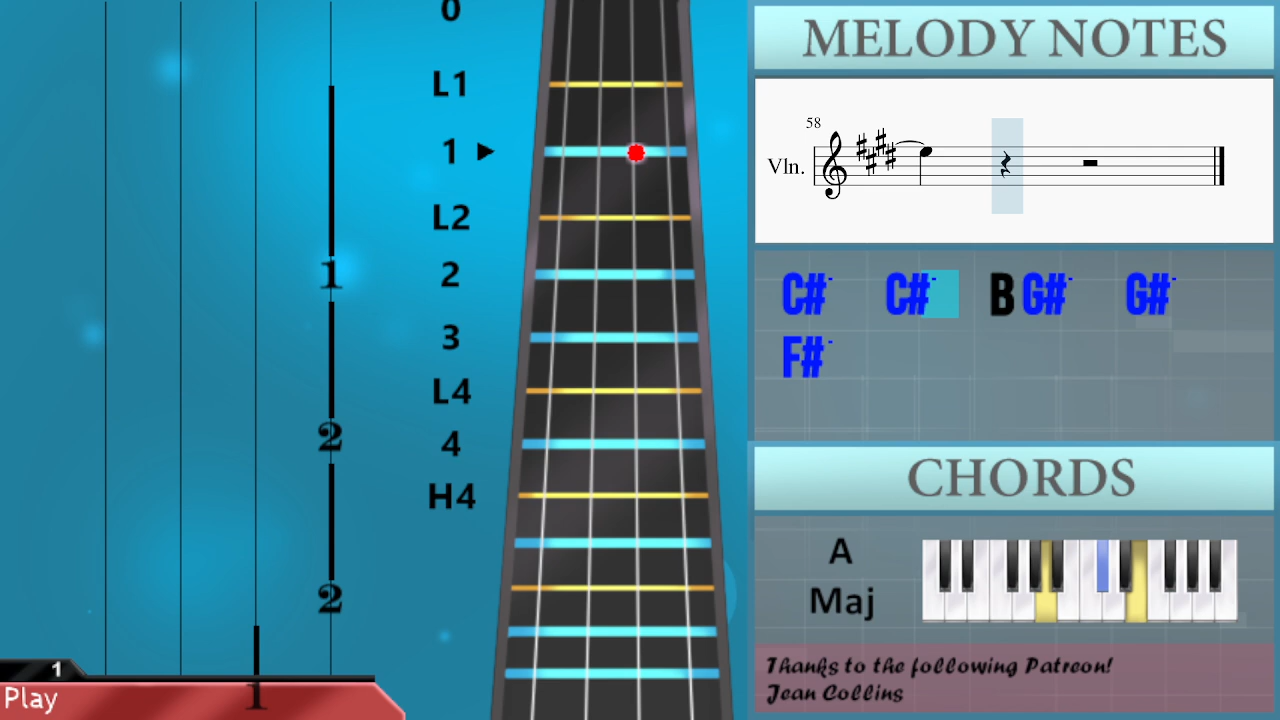 0
L1
1 ►
L2
2
3
L4
4
H4
1
2
2
1
1
Play
MELODY NOTES
58
Vln.
C#- C#- B G#- G#-
F#-
CHORDS
A
Maj
Thanks to the following Patreon!
Jean Collins